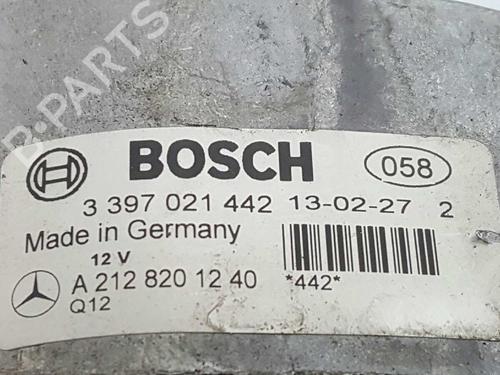 B-PARTS
BOSCH 058
3 397 021 442 13-02-27 2
Made in Germany
12 V
A 212 820 12 40 *442*
Q12